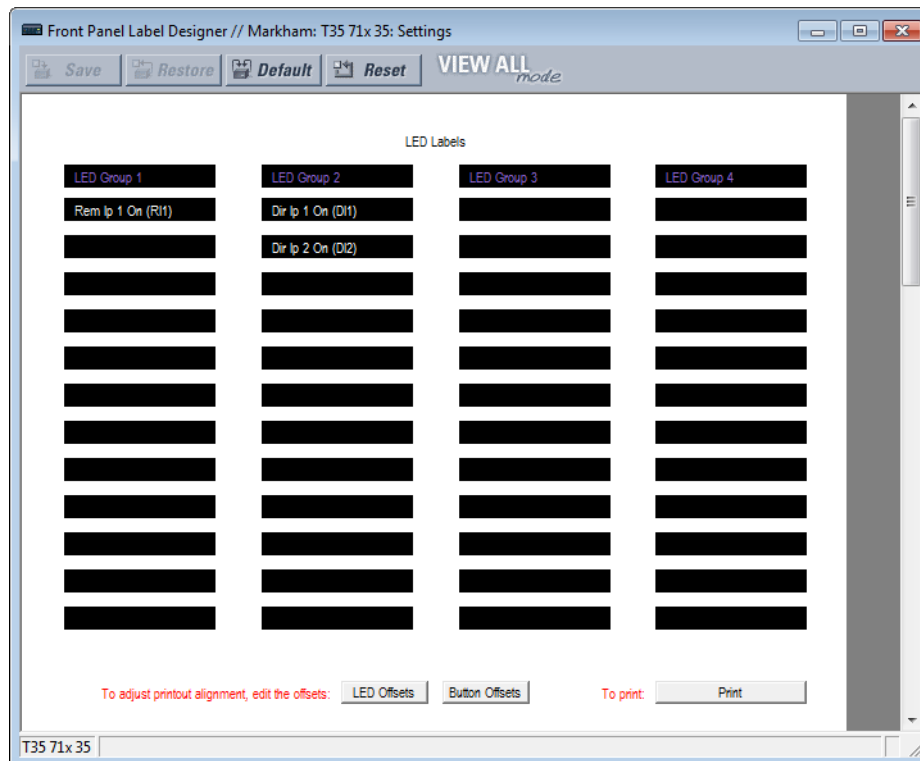 Front Panel Label Designer // Markham: T35 71x 35: Settings
Save Restore Default Reset VIEW ALL mode
LED Labels
LED Group 1 LED Group 2 LED Group 3 LED Group 4
Rem Ip 1 On (RI1) Dir Ip 1 On (DI1)
Dir Ip 2 On (DI2)
To adjust printout alignment, edit the offsets: LED Offsets Button Offsets To print: Print
T35 71x 35